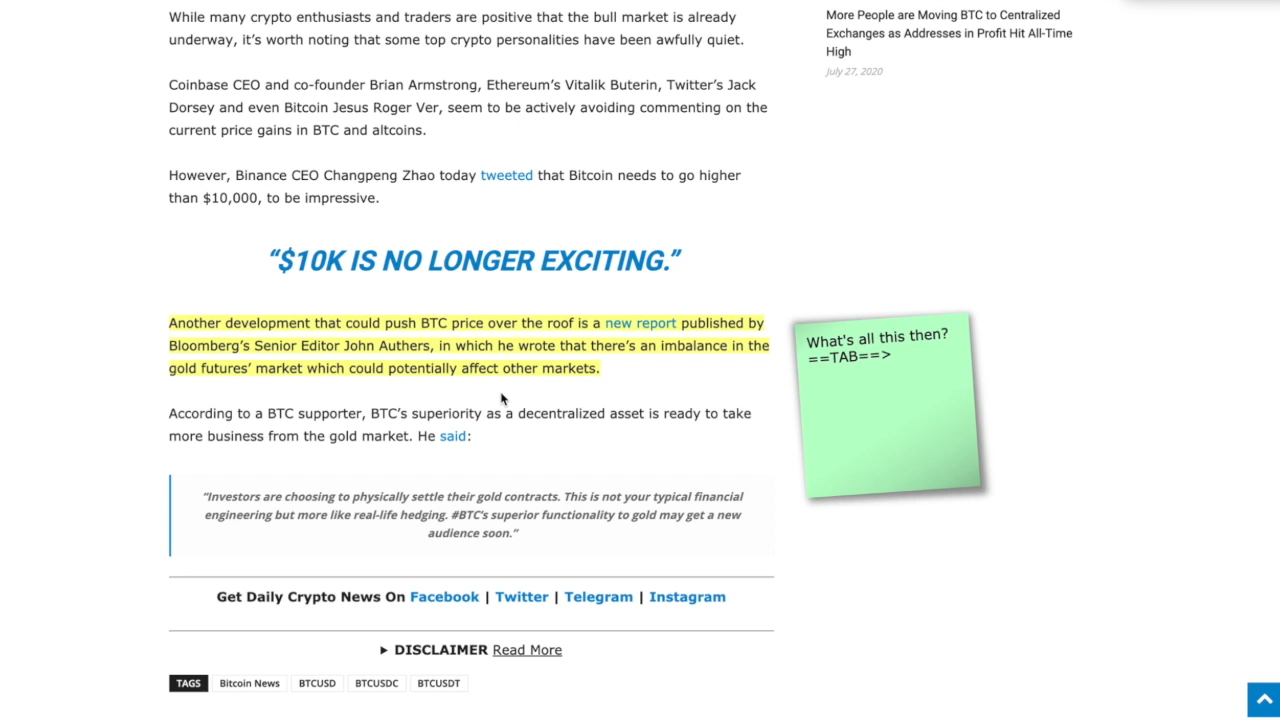 While many crypto enthusiasts and traders are positive that the bull market is already
underway, it’s worth noting that some top crypto personalities have been awfully quiet.
Coinbase CEO and co-founder Brian Armstrong, Ethereum’s Vitalik Buterin, Twitter’s Jack
Dorsey and even Bitcoin Jesus Roger Ver, seem to be actively avoiding commenting on the
current price gains in BTC and altcoins.
However, Binance CEO Changpeng Zhao today tweeted that Bitcoin needs to go higher
than $10,000, to be impressive.
“$10K IS NO LONGER EXCITING.”
Another development that could push BTC price over the roof is a new report published by
Bloomberg’s Senior Editor John Authers, in which he wrote that there’s an imbalance in the
gold futures’ market which could potentially affect other markets.
According to a BTC supporter, BTC’s superiority as a decentralized asset is ready to take
more business from the gold market. He said:
“Investors are choosing to physically settle their gold contracts. This is not your typical financial
engineering but more like real-life hedging. #BTC’s superior functionality to gold may get a new
audience soon.”
Get Daily Crypto News On Facebook | Twitter | Telegram | Instagram
DISCLAIMER Read More
TAGS Bitcoin News BTCUSD BTCUSDC BTCUSDT
More People are Moving BTC to Centralized
Exchanges as Addresses in Profit Hit All-Time
High
July 27, 2020
What's all this then?
==TAB==>